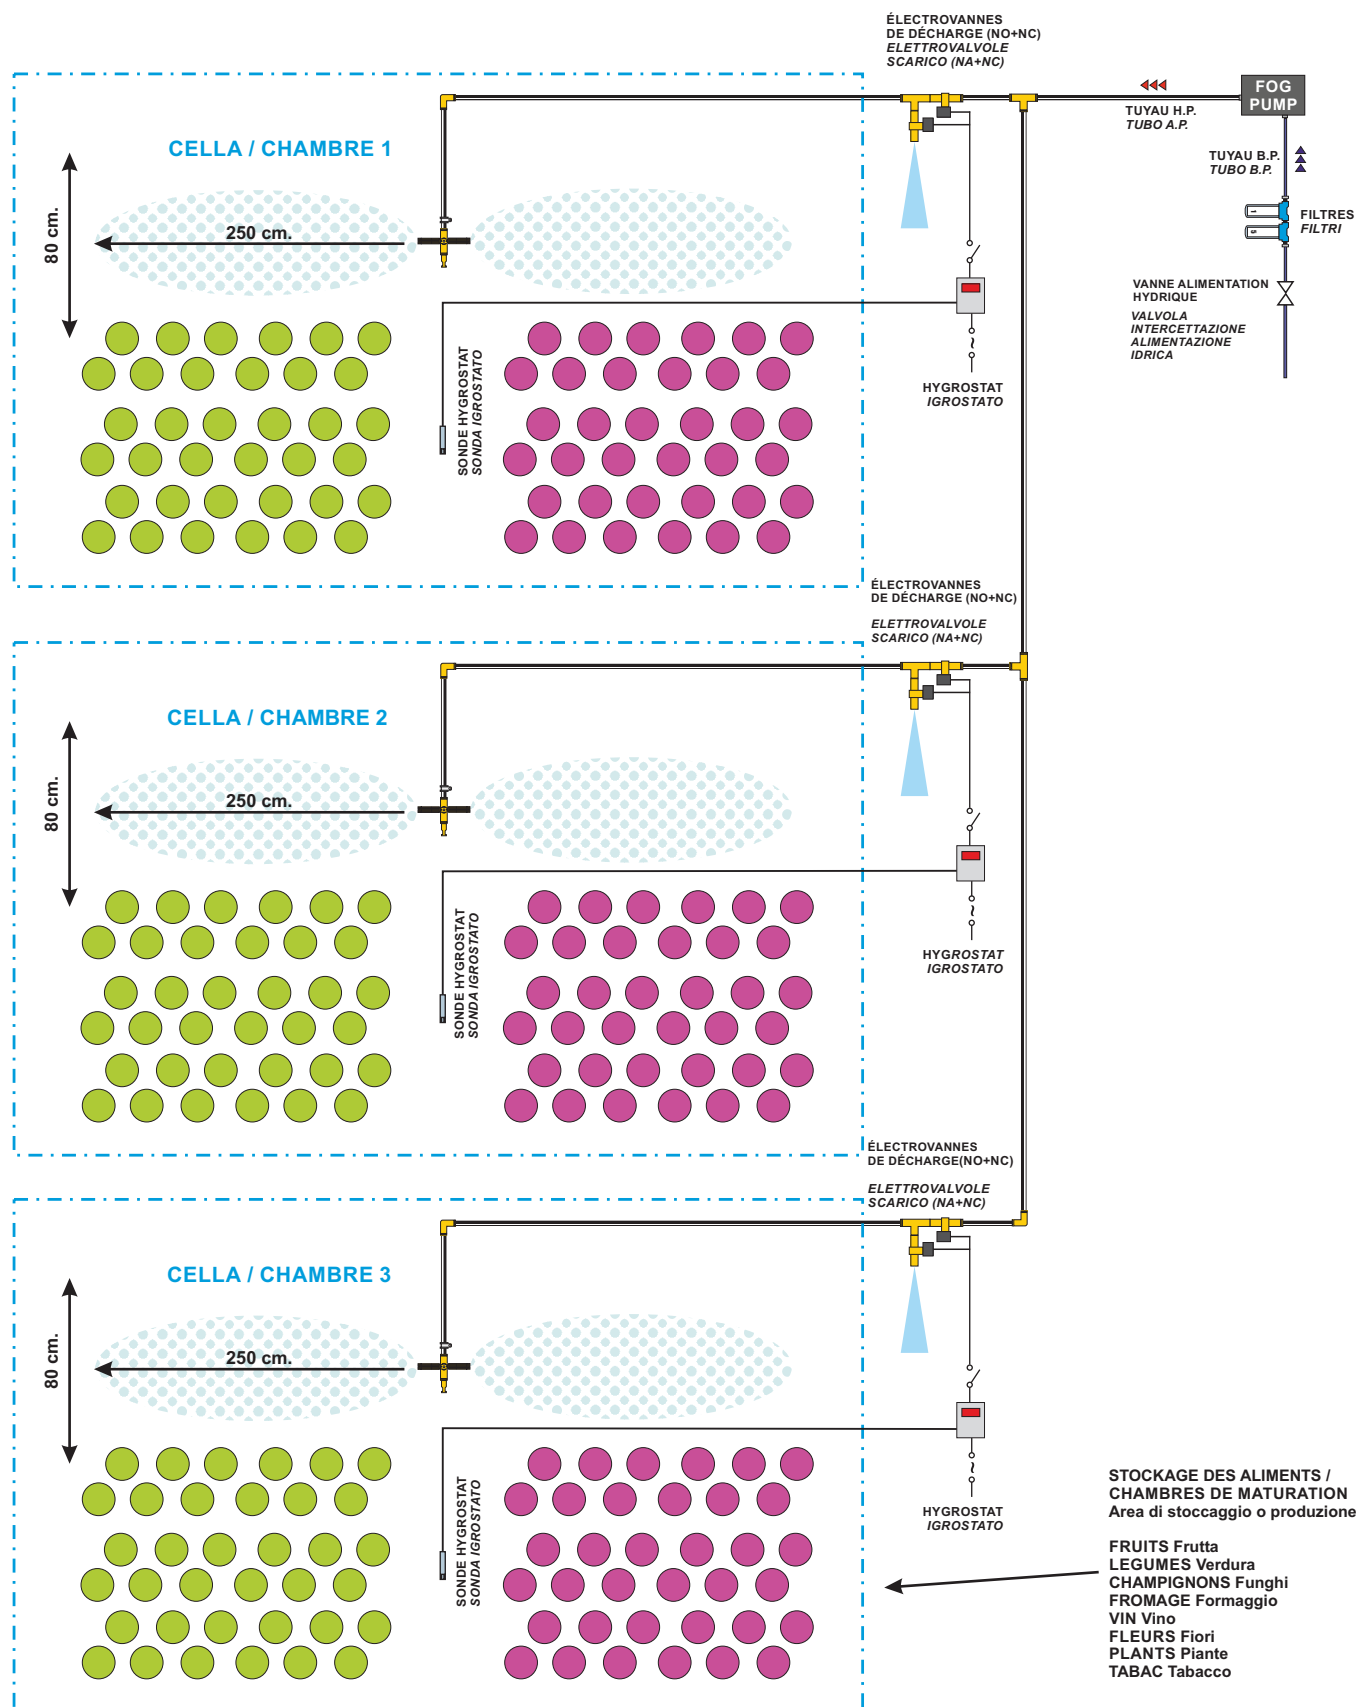 ÉLECTROVANNES
DE DÉCHARGE (NO+NC)
ELETTROVALVOLE
SCARICO (NA+NC)
FOG
PUMP
TUYAU H.P.
TUBO A.P.
CELLA / CHAMBRE 1
TUYAU B.P.
TUBO B.P.
80 cm.
250 cm.
1
5
FILTRES
FILTRI
VANNE ALIMENTATION
HYDRIQUE
VALVOLA
INTERCETTAZIONE
ALIMENTAZIONE
IDRICA
HYGROSTAT
IGROSTATO
SONDE HYGROSTAT
SONDA IGROSTATO
ÉLECTROVANNES
DE DÉCHARGE (NO+NC)
ELETTROVALVOLE
SCARICO (NA+NC)
CELLA / CHAMBRE 2
80 cm.
250 cm.
HYGROSTAT
IGROSTATO
SONDE HYGROSTAT
SONDA IGROSTATO
ÉLECTROVANNES
DE DÉCHARGE(NO+NC)
ELETTROVALVOLE
SCARICO (NA+NC)
CELLA / CHAMBRE 3
80 cm.
250 cm.
HYGROSTAT
IGROSTATO
SONDE HYGROSTAT
SONDA IGROSTATO
STOCKAGE DES ALIMENTS /
CHAMBRES DE MATURATION
Area di stoccaggio o produzione
FRUITS Frutta
LEGUMES Verdura
CHAMPIGNONS Funghi
FROMAGE Formaggio
VIN Vino
FLEURS Fiori
PLANTS Piante
TABAC Tabacco